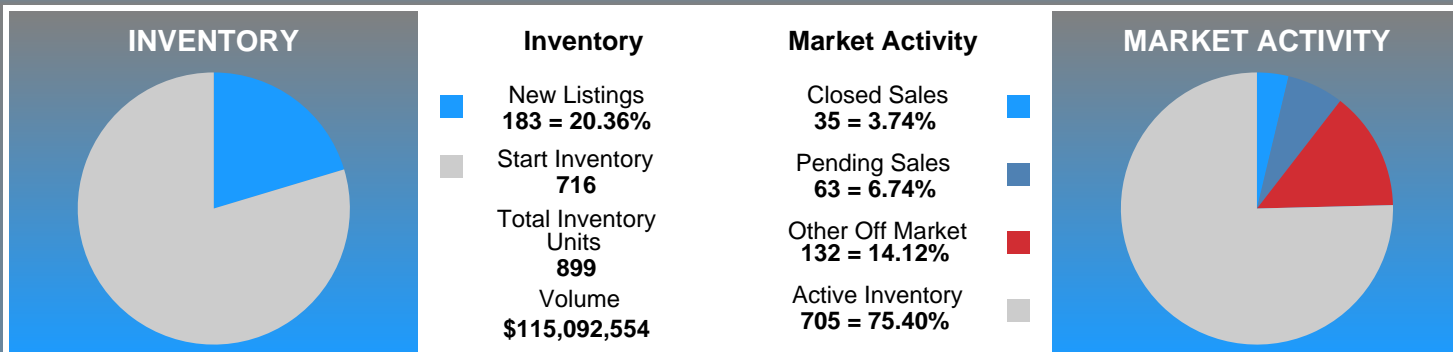 INVENTORY
Inventory
New Listings
183 = 20.36%
Start Inventory
716
Total Inventory
Units
899
Volume
$115,092,554
Market Activity
Closed Sales
35 = 3.74%
Pending Sales
63 = 6.74%
Other Off Market
132 = 14.12%
Active Inventory
705 = 75.40%
MARKET ACTIVITY